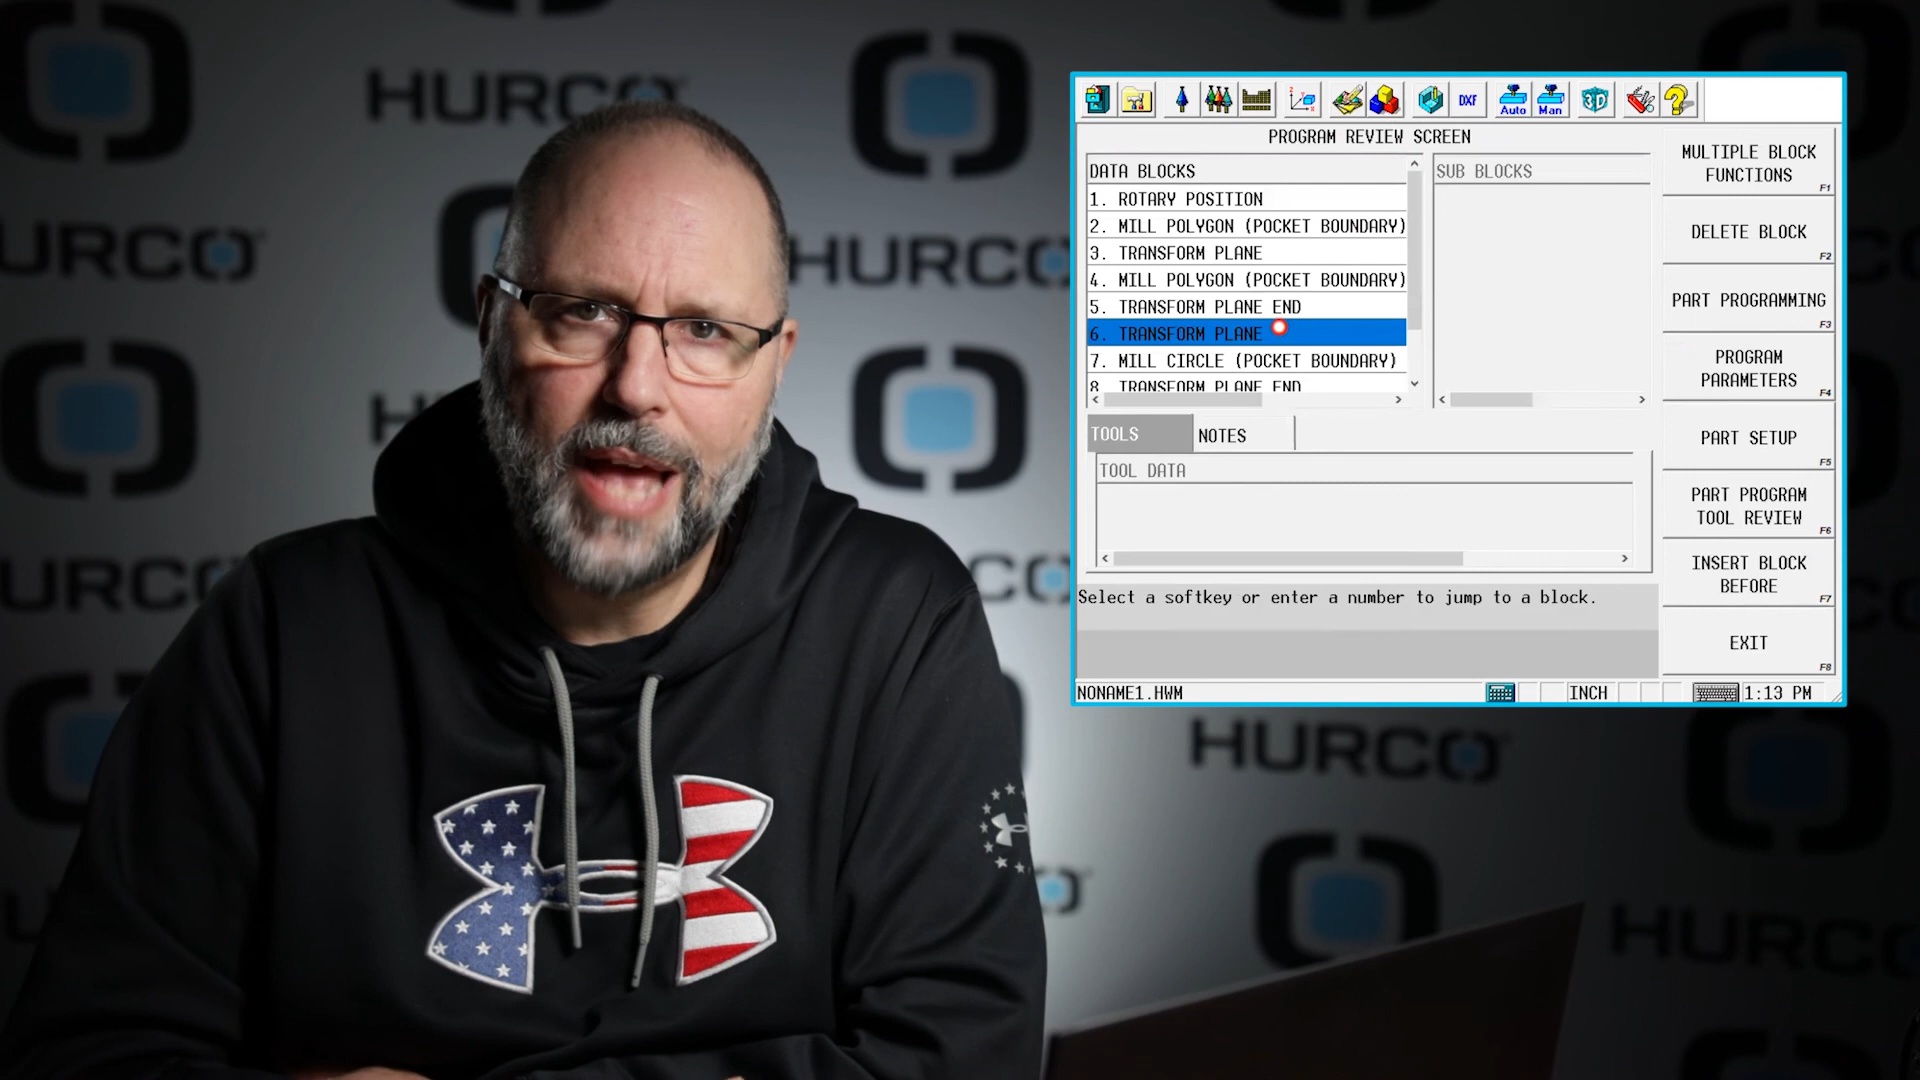 HURCO
HURCO
HURCO
HURCO
HURCO
Auto
Man
DXF
3D
PROGRAM REVIEW SCREEN
DATA BLOCKS
1. ROTARY POSITION
2. MILL POLYGON (POCKET BOUNDARY)
3. TRANSFORM PLANE
4. MILL POLYGON (POCKET BOUNDARY)
5. TRANSFORM PLANE END
6. TRANSFORM PLANE
7. MILL CIRCLE (POCKET BOUNDARY)
8. TRANSFORM PLANE END
SUB BLOCKS
TOOLS
NOTES
TOOL DATA
Select a softkey or enter a number to jump to a block.
MULTIPLE BLOCK
FUNCTIONS
F1
DELETE BLOCK
F2
PART PROGRAMMING
F3
PROGRAM
PARAMETERS
F4
PART SETUP
F5
PART PROGRAM
TOOL REVIEW
F6
INSERT BLOCK
BEFORE
F7
EXIT
F8
NONAME1.HWM
INCH
1:13 PM